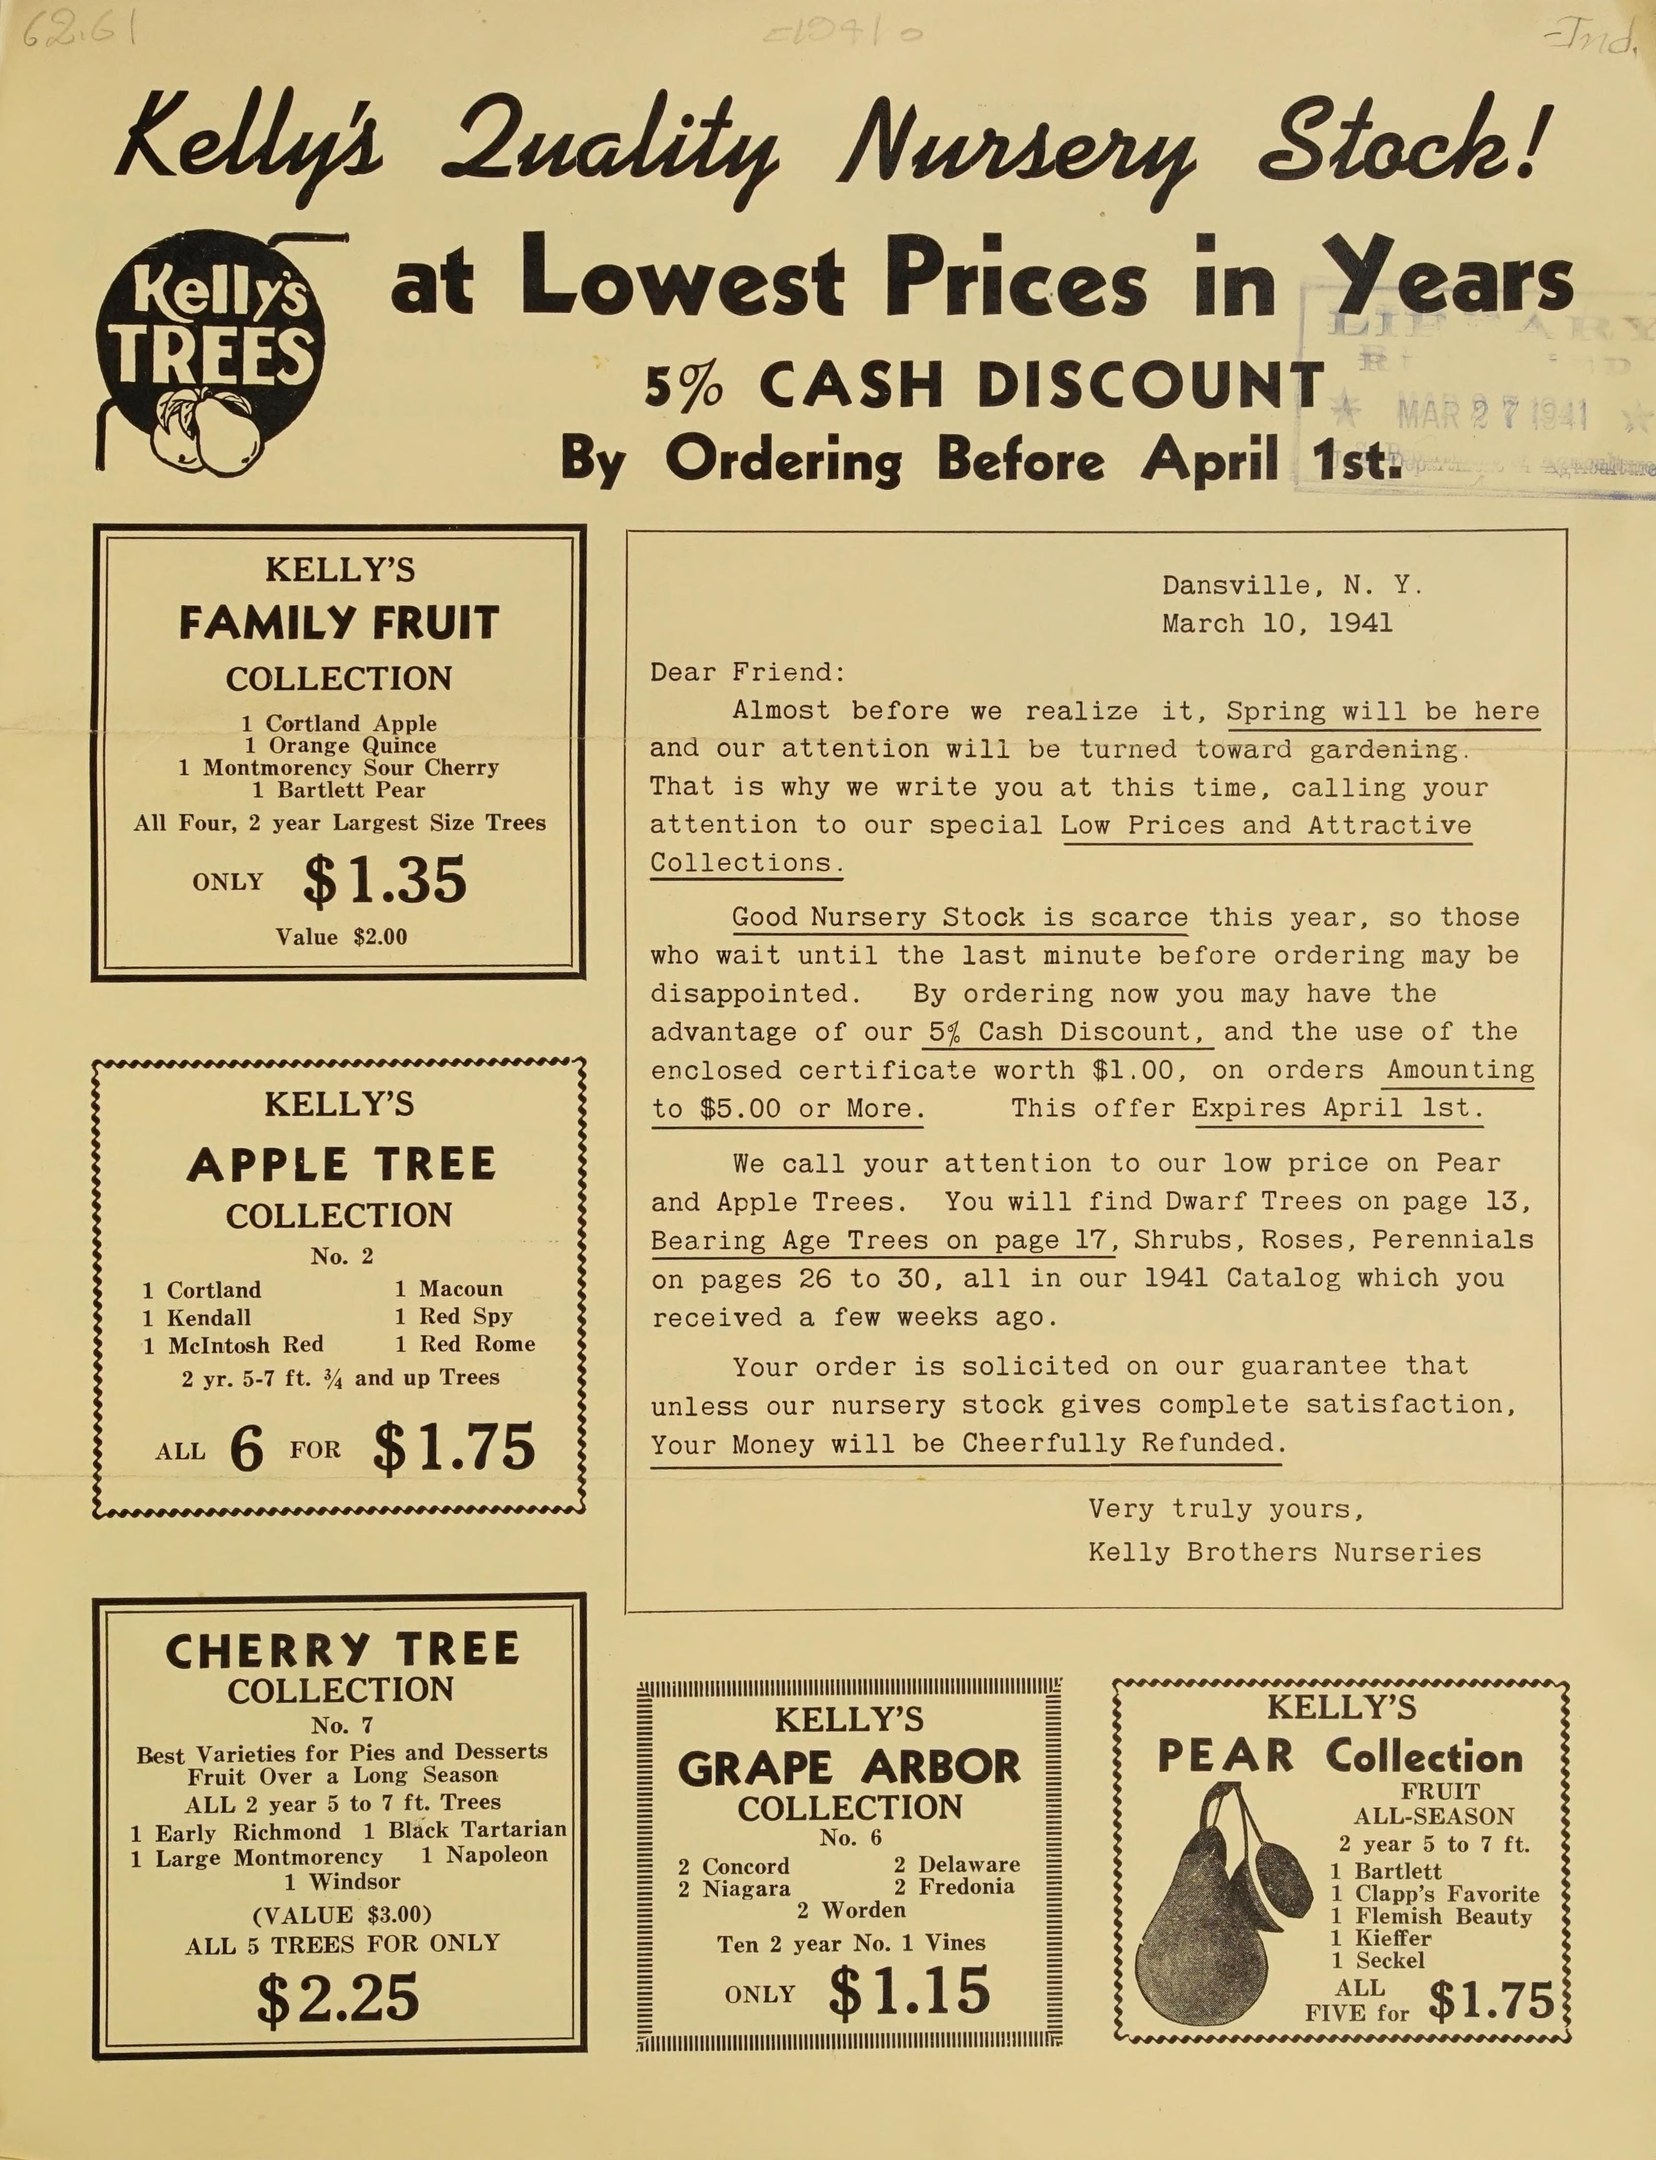 62.61
=1941 o
=Ind.
Kelly's Quality Nursery Stock!
Kelly's
TREES
at Lowest Prices in Years
5% CASH DISCOUNT
By Ordering Before April 1st.
LIBRARY
★ MAR 27 1941 ★
Agriculture
KELLY'S
FAMILY FRUIT
COLLECTION
1 Cortland Apple
1 Orange Quince
1 Montmorency Sour Cherry
1 Bartlett Pear
All Four, 2 year Largest Size Trees
ONLY $1.35
Value $2.00
KELLY'S
APPLE TREE
COLLECTION
No. 2
1 Cortland 1 Macoun
1 Kendall 1 Red Spy
1 McIntosh Red 1 Red Rome
2 yr. 5-7 ft. ¾ and up Trees
ALL 6 FOR $1.75
CHERRY TREE
COLLECTION
No. 7
Best Varieties for Pies and Desserts
Fruit Over a Long Season
ALL 2 year 5 to 7 ft. Trees
1 Early Richmond 1 Black Tartarian
1 Large Montmorency 1 Napoleon
1 Windsor
(VALUE $3.00)
ALL 5 TREES FOR ONLY
$2.25
Dansville, N. Y.
March 10, 1941
Dear Friend:
Almost before we realize it, Spring will be here
and our attention will be turned toward gardening.
That is why we write you at this time, calling your
attention to our special Low Prices and Attractive
Collections.
Good Nursery Stock is scarce this year, so those
who wait until the last minute before ordering may be
disappointed. By ordering now you may have the
advantage of our 5% Cash Discount, and the use of the
enclosed certificate worth $1.00, on orders Amounting
to $5.00 or More. This offer Expires April 1st.
We call your attention to our low price on Pear
and Apple Trees. You will find Dwarf Trees on page 13,
Bearing Age Trees on page 17, Shrubs, Roses, Perennials
on pages 26 to 30, all in our 1941 Catalog which you
received a few weeks ago.
Your order is solicited on our guarantee that
unless our nursery stock gives complete satisfaction,
Your Money will be Cheerfully Refunded.
Very truly yours,
Kelly Brothers Nurseries
KELLY'S
GRAPE ARBOR
COLLECTION
No. 6
2 Concord 2 Delaware
2 Niagara 2 Fredonia
2 Worden
Ten 2 year No. 1 Vines
ONLY $1.15
KELLY'S
PEAR Collection
FRUIT
ALL-SEASON
2 year 5 to 7 ft.
1 Bartlett
1 Clapp's Favorite
1 Flemish Beauty
1 Kieffer
1 Seckel
ALL
FIVE for $1.75